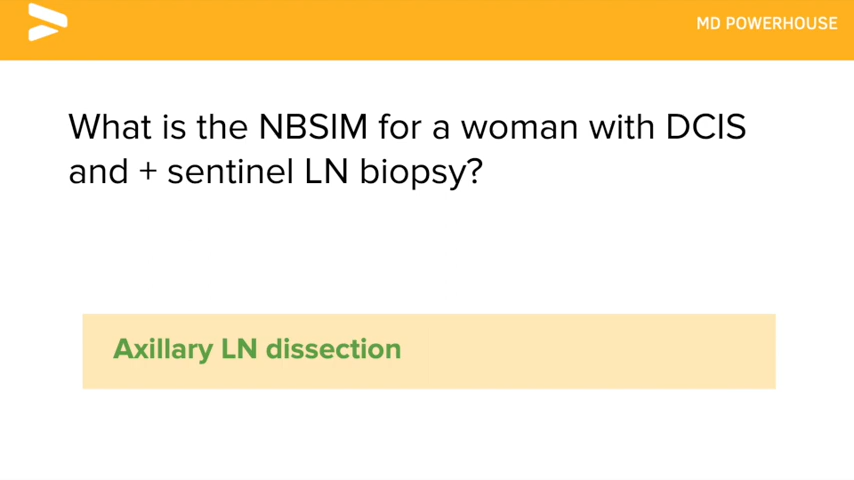 MD POWERHOUSE
What is the NBSIM for a woman with DCIS
and + sentinel LN biopsy?
Axillary LN dissection